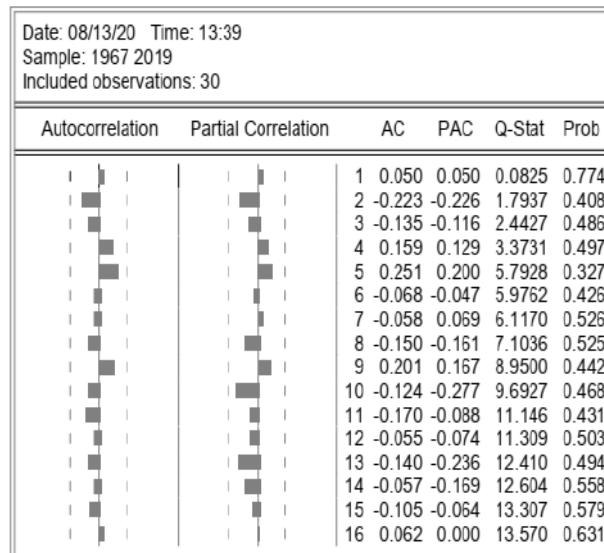 Date: 08/13/20 Time: 13:39
Sample: 1967 2019
Included observations: 30
Autocorrelation Partial Correlation AC PAC Q-Stat Prob
1 0.050 0.050 0.0825 0.774
2 -0.223 -0.226 1.7937 0.408
3 -0.135 -0.116 2.4427 0.486
4 0.159 0.129 3.3731 0.497
5 0.251 0.200 5.7928 0.327
6 -0.068 -0.047 5.9762 0.426
7 -0.058 0.069 6.1170 0.526
8 -0.150 -0.161 7.1036 0.525
9 0.201 0.167 8.9500 0.442
10 -0.124 -0.277 9.6927 0.468
11 -0.170 -0.088 11.146 0.431
12 -0.055 -0.074 11.309 0.503
13 -0.140 -0.236 12.410 0.494
14 -0.057 -0.169 12.604 0.558
15 -0.105 -0.064 13.307 0.579
16 0.062 0.000 13.570 0.631